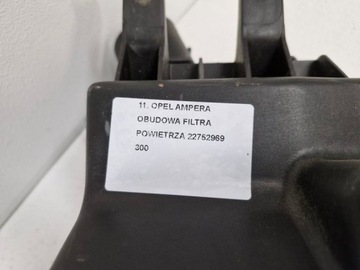 11. OPEL AMPERA
OBUDOWA FILTRA
POWIETRZA 22752969
300